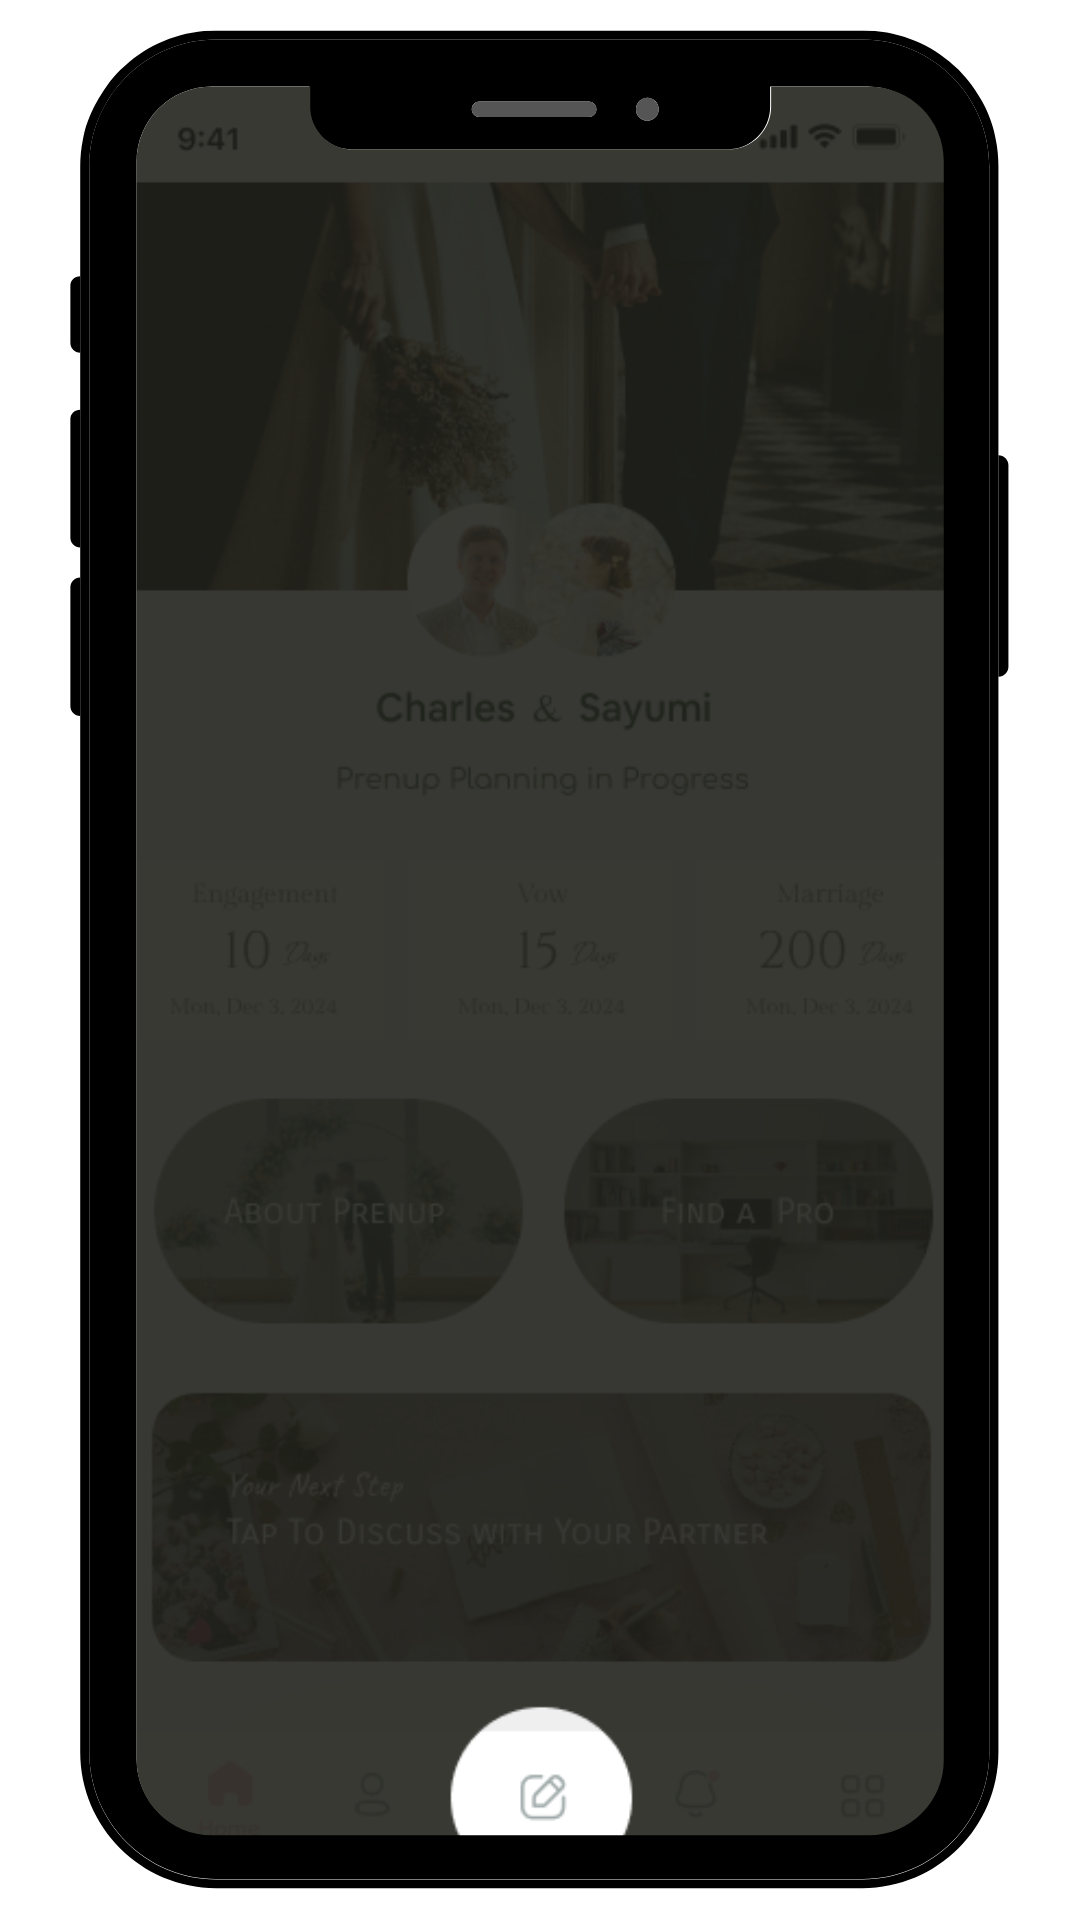 9:41
Charles & Sayumi
Prenup Planning in Progress
Engagement Vow Marriage
10 Days 15 Days 200 Days
Mon, Dec 3, 2024 Mon, Dec 3, 2024 Mon, Dec 3, 2024
ABOUT PRENUP FIND A PRO
Your Next Step
TAP TO DISCUSS WITH YOUR PARTNER
Home